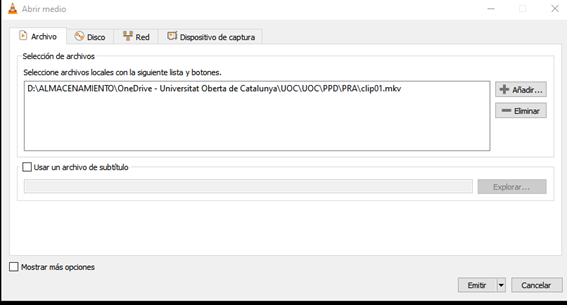 Abrir medio
Archivo
Disco
Red
Dispositivo de captura
Selección de archivos
Seleccione archivos locales con la siguiente lista y botones.
D:\ALMACENAMIENTO\OneDrive - Universitat Oberta de Catalunya\UOC\UOC\PPD\PRA\clip01.mkv
Añadir...
Eliminar
Usar un archivo de subtítulo
Explorar...
Mostrar más opciones
Emitir
Cancelar